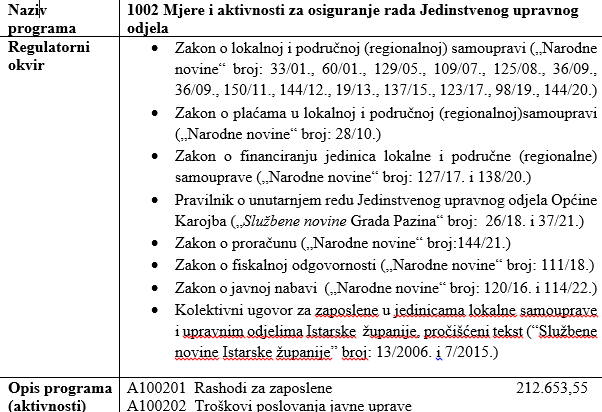 Naziv programa
1002 Mjere i aktivnosti za osiguranje rada Jedinstvenog upravnog
odjela
Regulatorni okvir
• Zakon o lokalnoj i područnoj (regionalnoj) samoupravi („Narodne
novine“ broj: 33/01., 60/01., 129/05., 109/07., 125/08., 36/09.,
36/09., 150/11., 144/12., 19/13., 137/15., 123/17., 98/19., 144/20.)
• Zakon o plaćama u lokalnoj i područnoj (regionalnoj)samoupravi
(„Narodne novine“ broj: 28/10.)
• Zakon o financiranju jedinica lokalne i područne (regionalne)
samouprave („Narodne novine“ broj: 127/17. i 138/20.)
• Pravilnik o unutarnjem redu Jedinstvenog upravnog odjela Općine
Karojba („Službene novine Grada Pazina“ broj: 26/18. i 37/21.)
• Zakon o proračunu („Narodne novine“ broj:144/21.)
• Zakon o fiskalnoj odgovornosti („Narodne novine“ broj: 111/18.)
• Zakon o javnoj nabavi („Narodne novine“ broj: 120/16. i 114/22.)
• Kolektivni ugovor za zaposlene u jedinicama lokalne samouprave
i upravnim odjelima Istarske županije, pročišćeni tekst (“Službene
novine Istarske županije” broj: 13/2006. i 7/2015.)
Opis programa (aktivnosti)
A100201 Rashodi za zaposlene 212.653,55
A100202 Troškovi poslovanja javne uprave